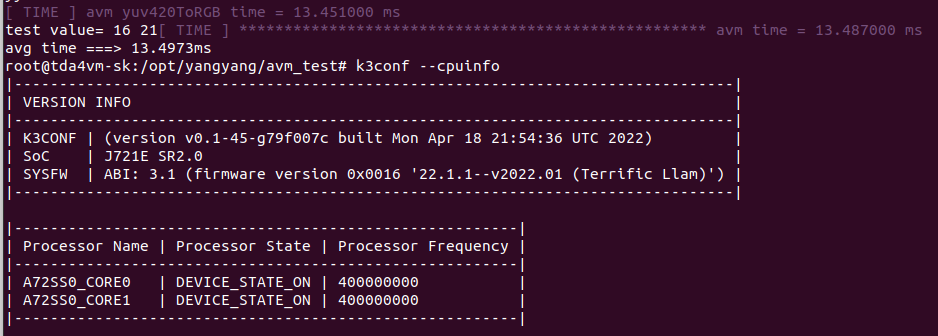 [ TIME ] avm yuv420ToRGB time = 13.451000 ms
test value= 16 21[ TIME ] **************************************************** avm time = 13.487000 ms
avg time ===> 13.4973ms
root@tda4vm-sk:/opt/yangyang/avm_test# k3conf --cpuinfo
|--------------------------------------------------------------------------------|
| VERSION INFO |
|--------------------------------------------------------------------------------|
| K3CONF | (version v0.1-45-g79f007c built Mon Apr 18 21:54:36 UTC 2022) |
| SoC | J721E SR2.0 |
| SYSFW | ABI: 3.1 (firmware version 0x0016 '22.1.1--v2022.01 (Terrific Llam)') |
|--------------------------------------------------------------------------------|
|--------------------------------------------------------|
| Processor Name | Processor State | Processor Frequency |
|--------------------------------------------------------|
| A72SS0_CORE0 | DEVICE_STATE_ON | 400000000 |
| A72SS0_CORE1 | DEVICE_STATE_ON | 400000000 |
|--------------------------------------------------------|